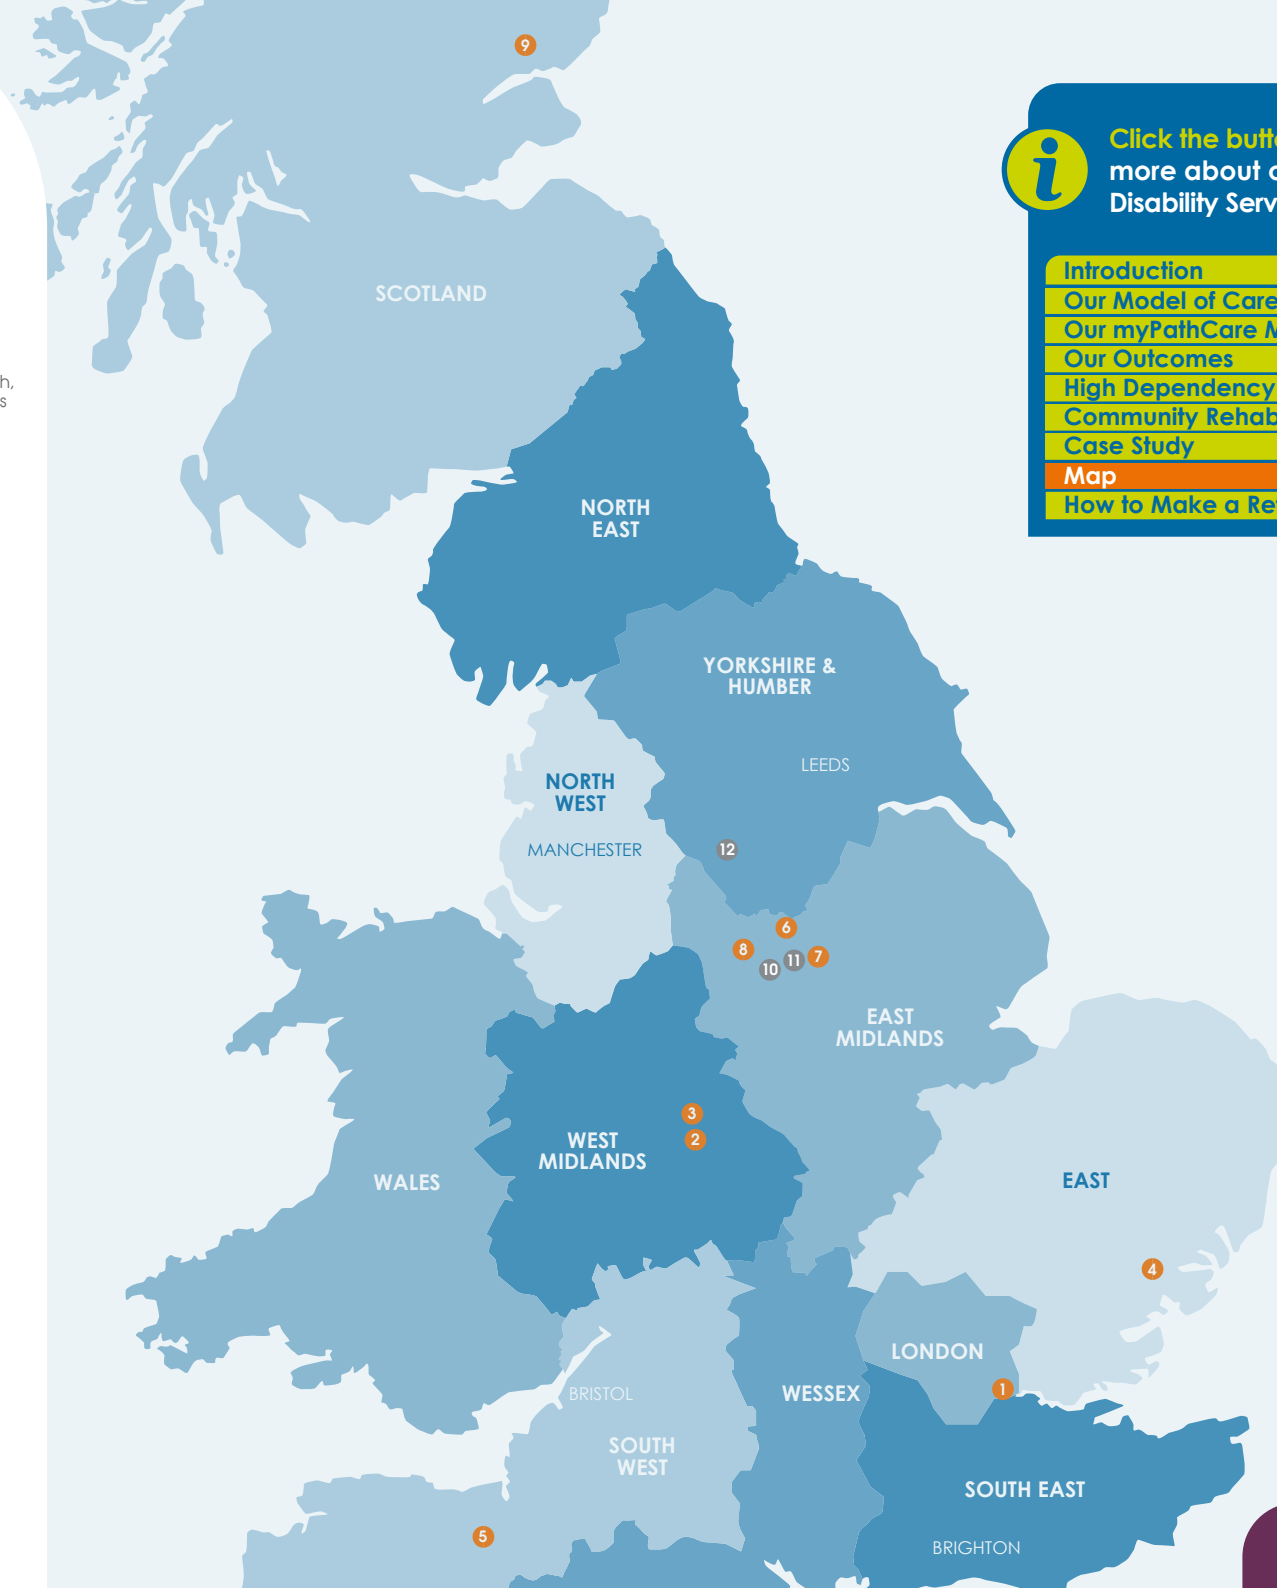 h,
s
9
SCOTLAND
NORTH
EAST
YORKSHIRE &
HUMBER
LEEDS
NORTH
WEST
MANCHESTER
12
6
8
7
10
11
EAST
MIDLANDS
3
2
WEST
MIDLANDS
WALES
EAST
4
LONDON
1
WESSEX
BRISTOL
SOUTH
WEST
SOUTH EAST
5
BRIGHTON
i
Click the butt
more about
Disability Serv
Introduction
Our Model of Care
Our myPathCare M
Our Outcomes
High Dependency
Community Rehab
Case Study
Map
How to Make a Re